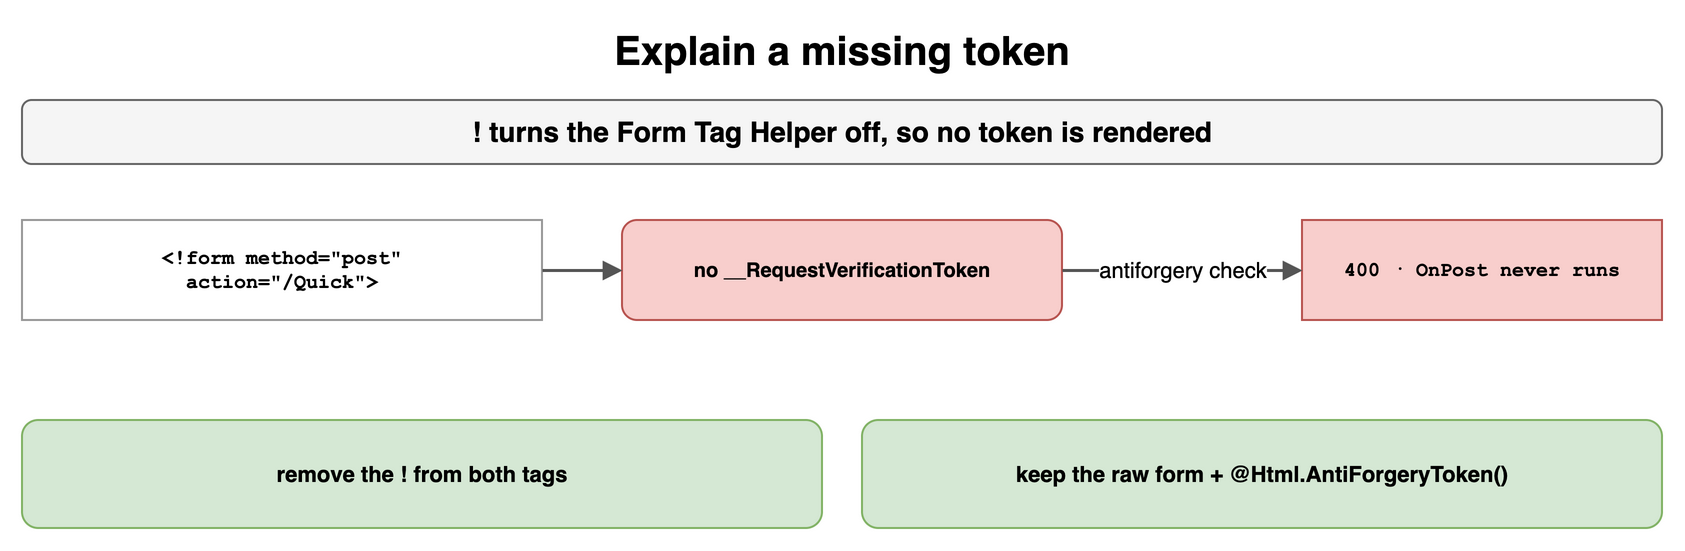 Explain a missing token
! turns the Form Tag Helper off, so no token is rendered
<!form method="post"
action="/Quick">
no __RequestVerificationToken
antiforgery check
400 · OnPost never runs
remove the ! from both tags
keep the raw form + @Html.AntiForgeryToken()